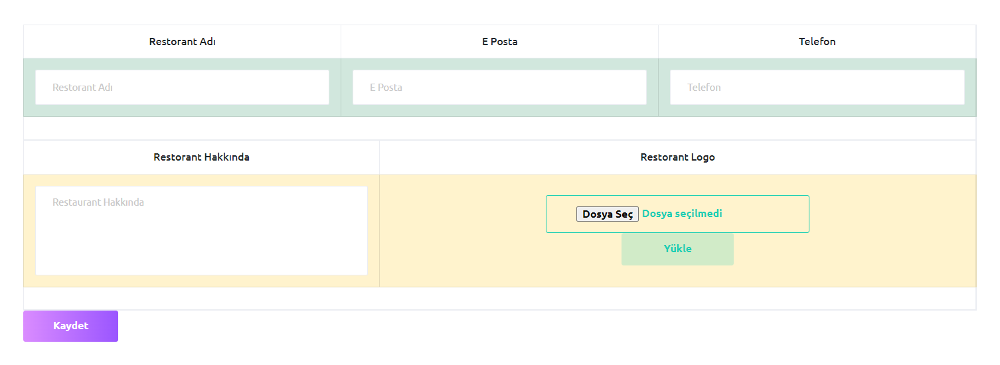 Restorant Adı E Posta Telefon
Restorant Adı E Posta Telefon
Restorant Hakkında Restorant Logo
Restaurant Hakkında
Dosya Seç Dosya seçilmedi
Yükle
Kaydet